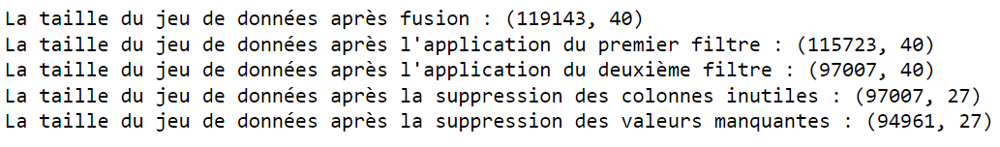 La taille du jeu de données après fusion : (119143, 40)
La taille du jeu de données après l'application du premier filtre : (115723, 40)
La taille du jeu de données après l'application du deuxième filtre : (97007, 40)
La taille du jeu de données après la suppression des colonnes inutiles : (97007, 27)
La taille du jeu de données après la suppression des valeurs manquantes : (94961, 27)